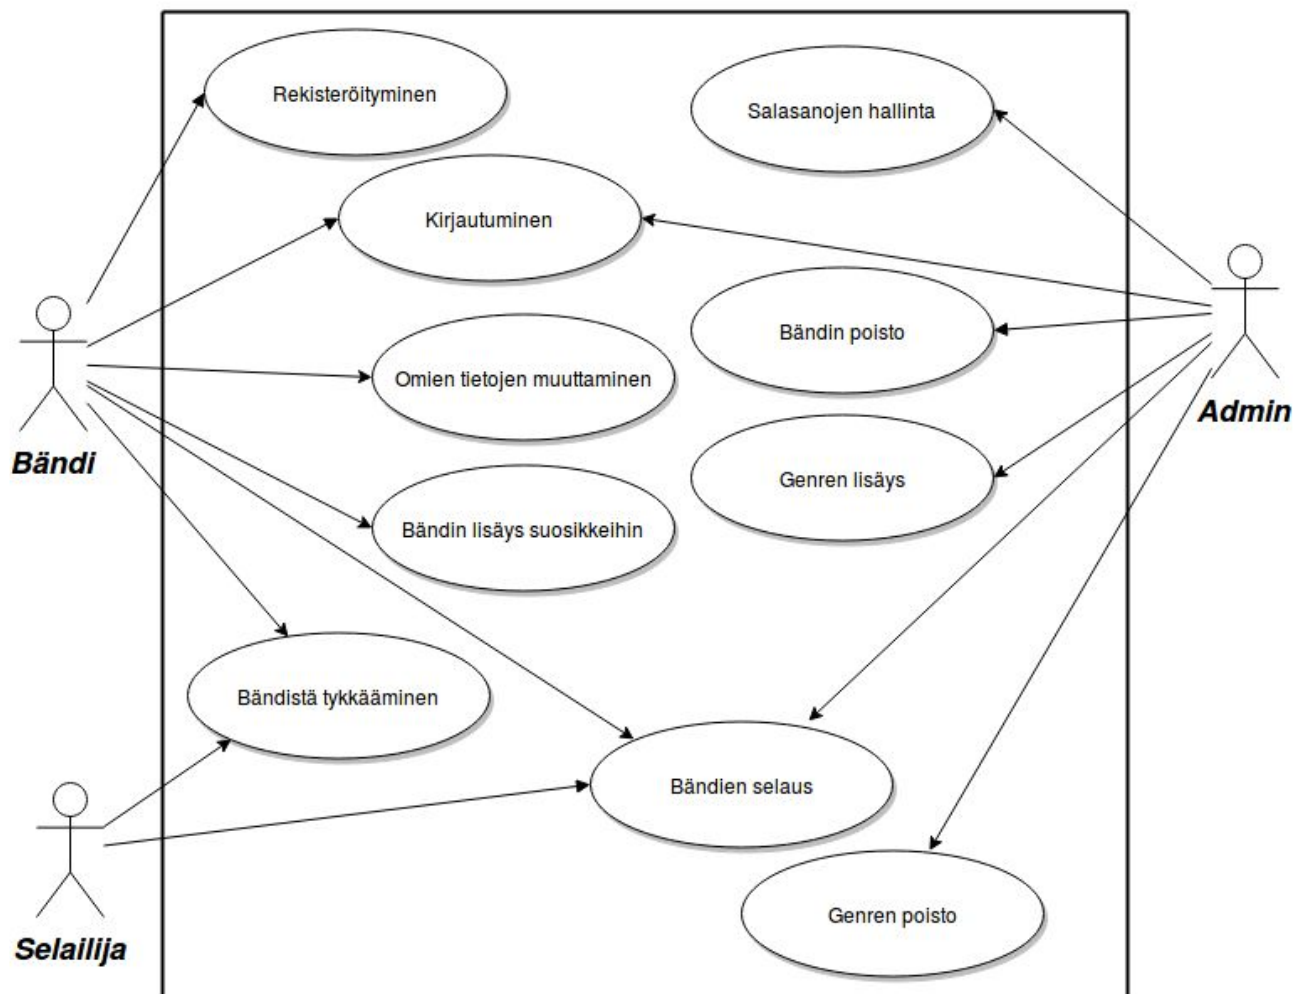 Rekisteröityminen
Salasanojen hallinta
Kirjautuminen
Bändin poisto
Omien tietojen muuttaminen
Admin
Bändi
Genren lisäys
Bändin lisäys suosikkeihin
Bändistä tykkääminen
Bändien selaus
Genren poisto
Selailija